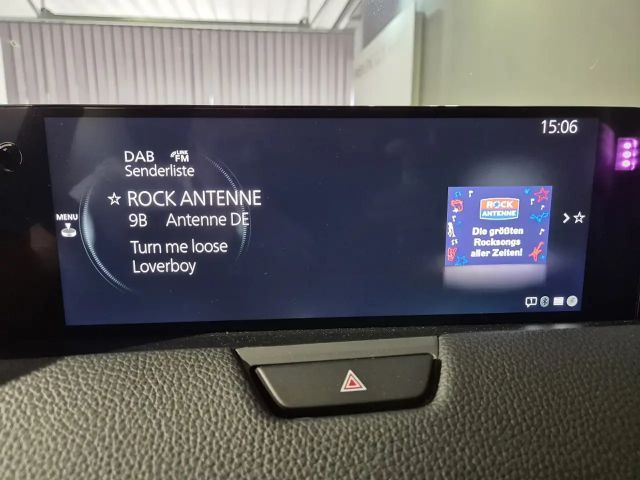 15:06
DAB LINK FM
Senderliste
☆ ROCK ANTENNE
9B Antenne DE
MENU
Turn me loose
Loverboy
ROCK
ANTENNE
Die größten
Rocksongs
aller Zeiten!